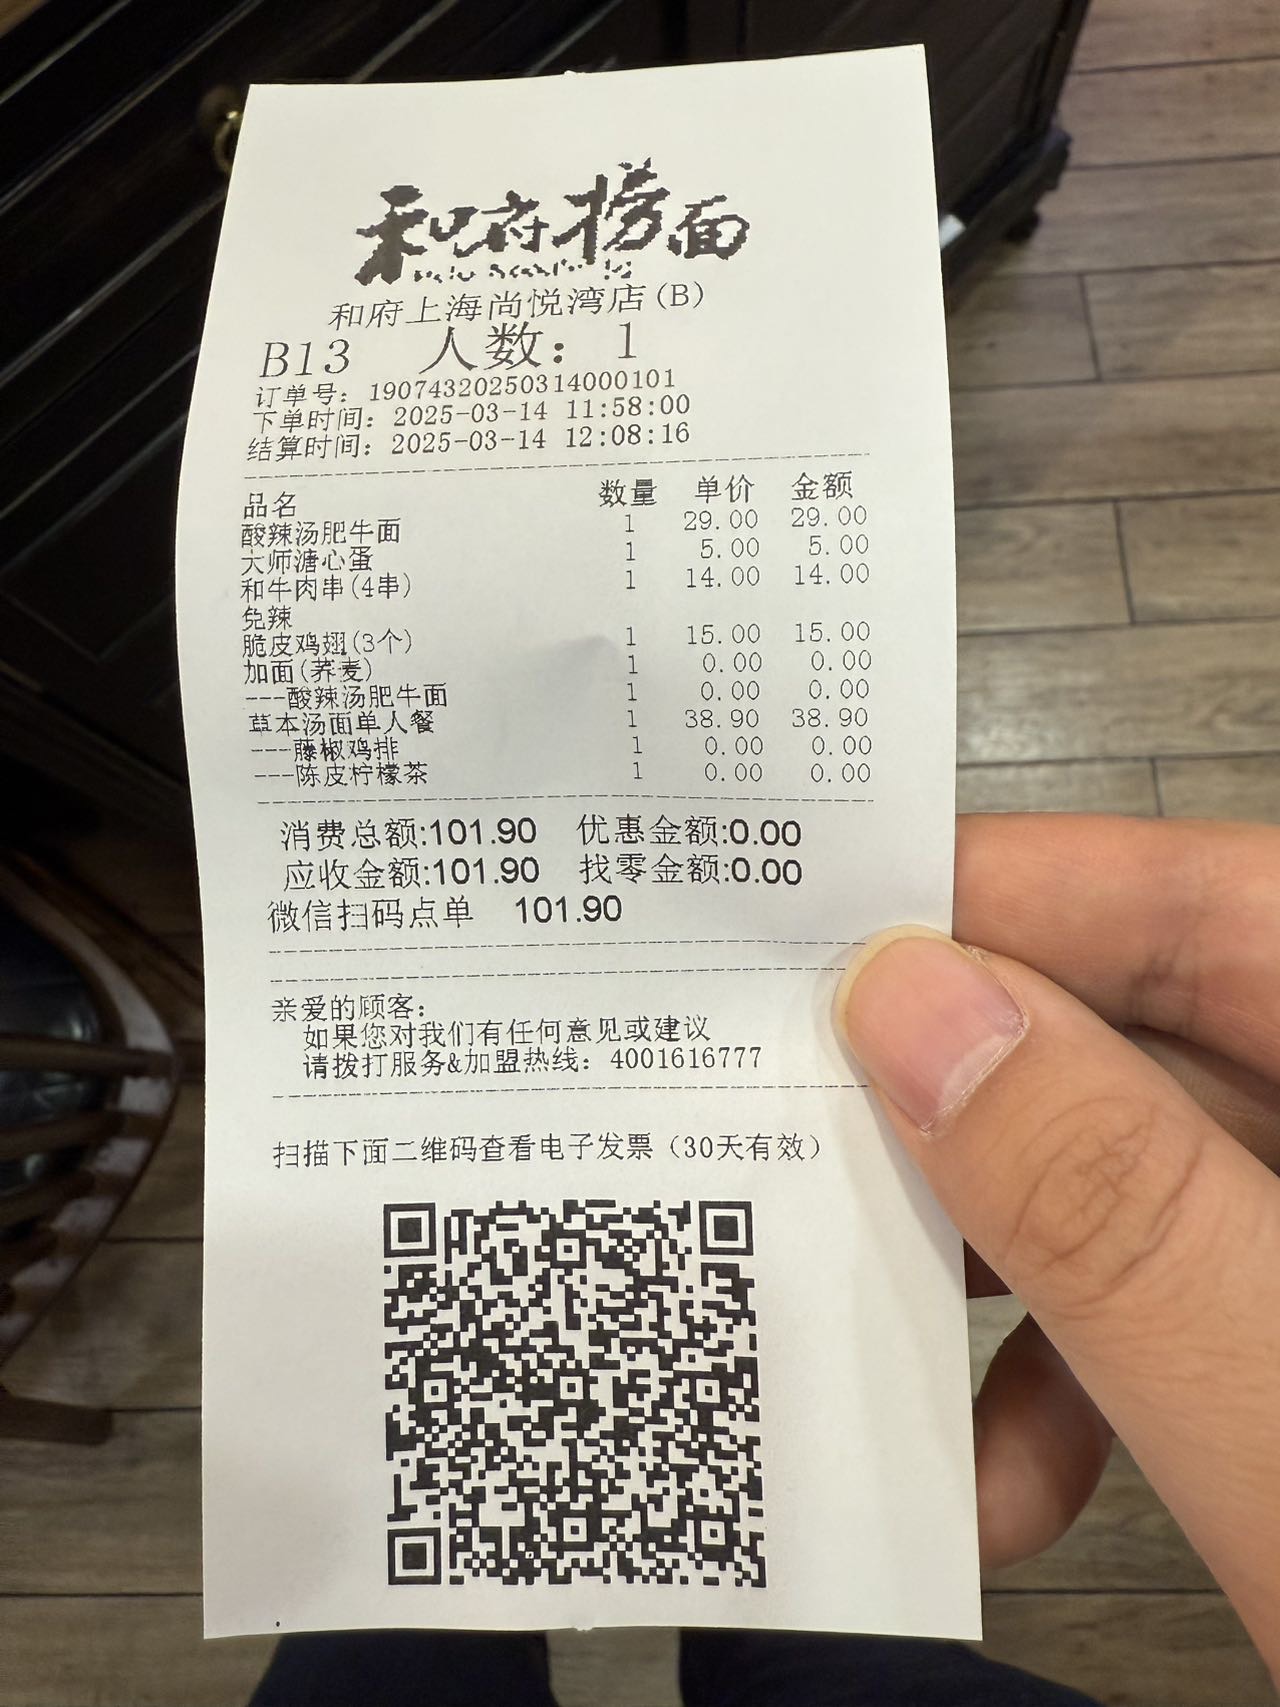 和府捞面
和府上海尚悦湾店(B)
B13 人数: 1
订单号: 19074320250314000101
下单时间: 2025-03-14 11:58:00
结算时间: 2025-03-14 12:08:16
品名 数量 单价 金额
酸辣汤肥牛面 1 29.00 29.00
大师溏心蛋 1 5.00 5.00
和牛肉串(4串) 1 14.00 14.00
免辣
脆皮鸡翅(3个) 1 15.00 15.00
加面(荞麦) 1 0.00 0.00
---酸辣汤肥牛面 1 0.00 0.00
草本汤面单人餐 1 38.90 38.90
---藤椒鸡排 1 0.00 0.00
---陈皮柠檬茶 1 0.00 0.00
消费总额:101.90 优惠金额:0.00
应收金额:101.90 找零金额:0.00
微信扫码点单 101.90
亲爱的顾客:
如果您对我们有任何意见或建议
请拨打服务&加盟热线: 4001616777
扫描下面二维码查看电子发票（30天有效）